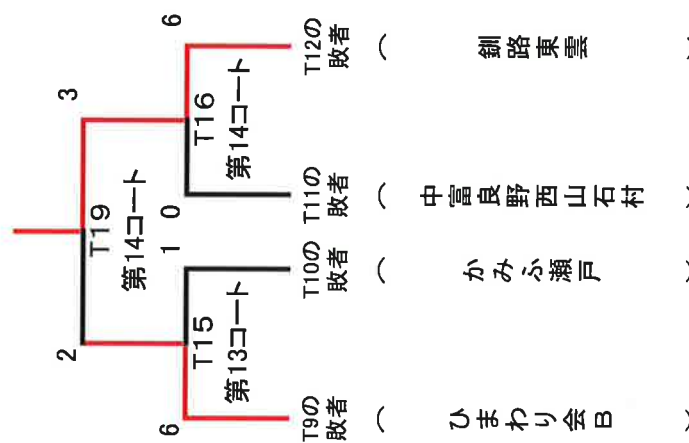 3
2
T19
第14コート
6
1
0
6
T15
第13コート
T16
第14コート
T9の
敗者
T10の
敗者
T11の
敗者
T12の
敗者
(ひまわり会B)
(かみふ瀬戸)
(中富良野西山石村)
(釧路東雲)